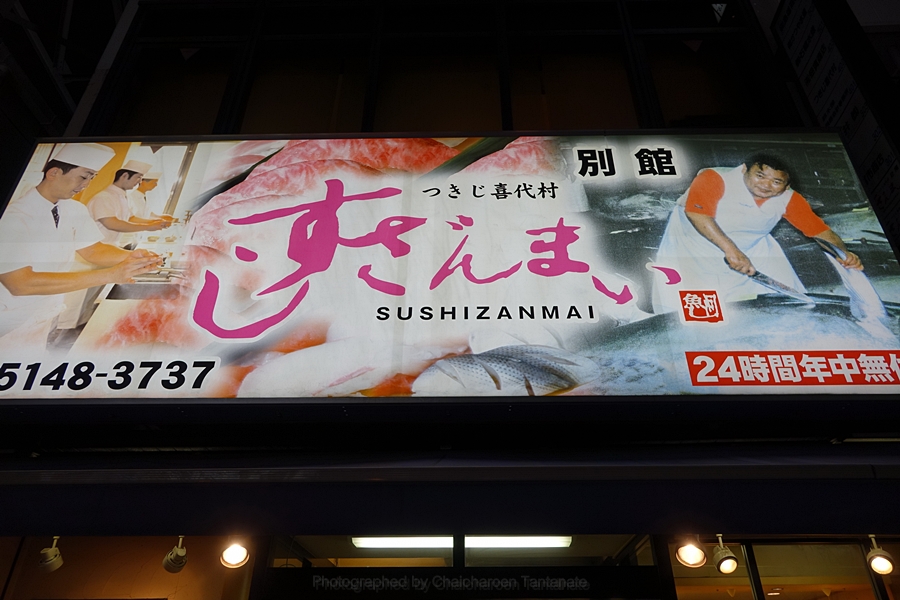 別館
つきじ喜代村
すしざんまい
SUSHIZANMAI
5148-3737
24時間年中無休
Photographed by Chaicharoen Tantapate